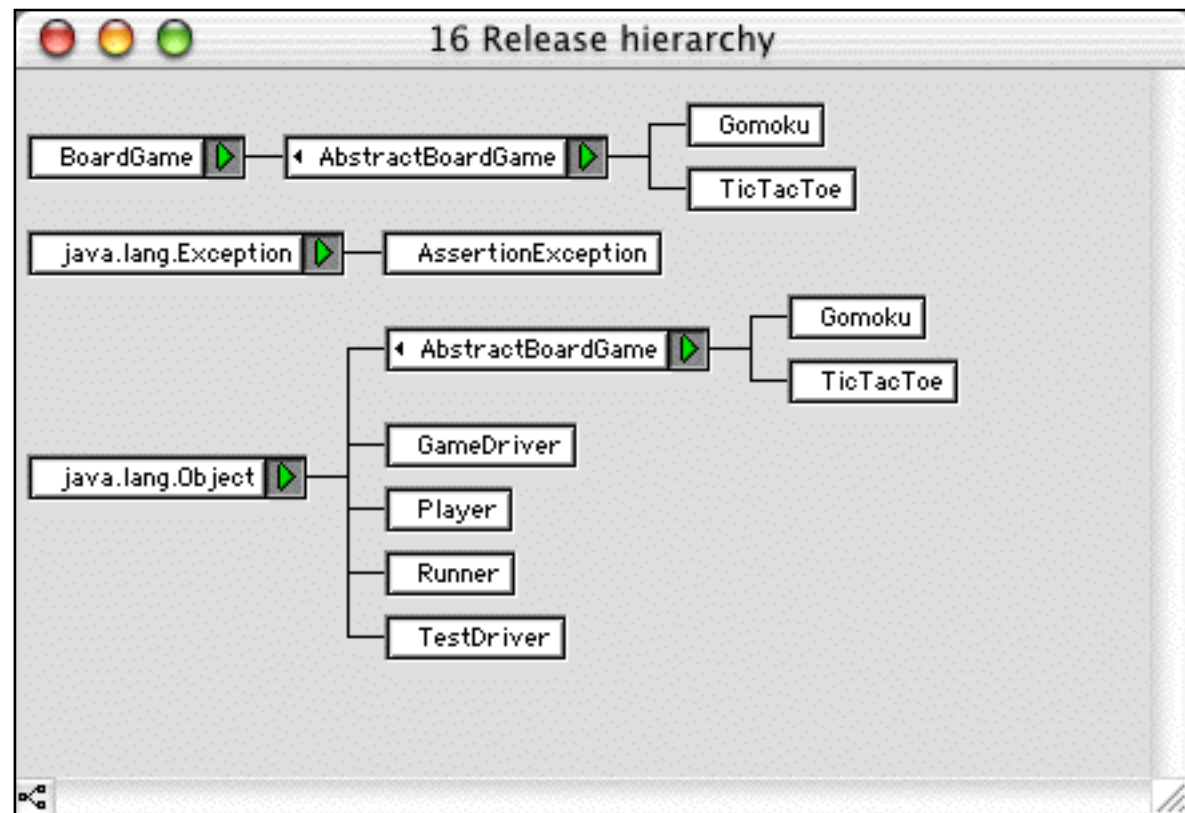 16 Release hierarchy
BoardGame
AbstractBoardGame
Gomoku
TicTacToe
java.lang.Exception
AssertionException
java.lang.Object
AbstractBoardGame
Gomoku
TicTacToe
GameDriver
Player
Runner
TestDriver